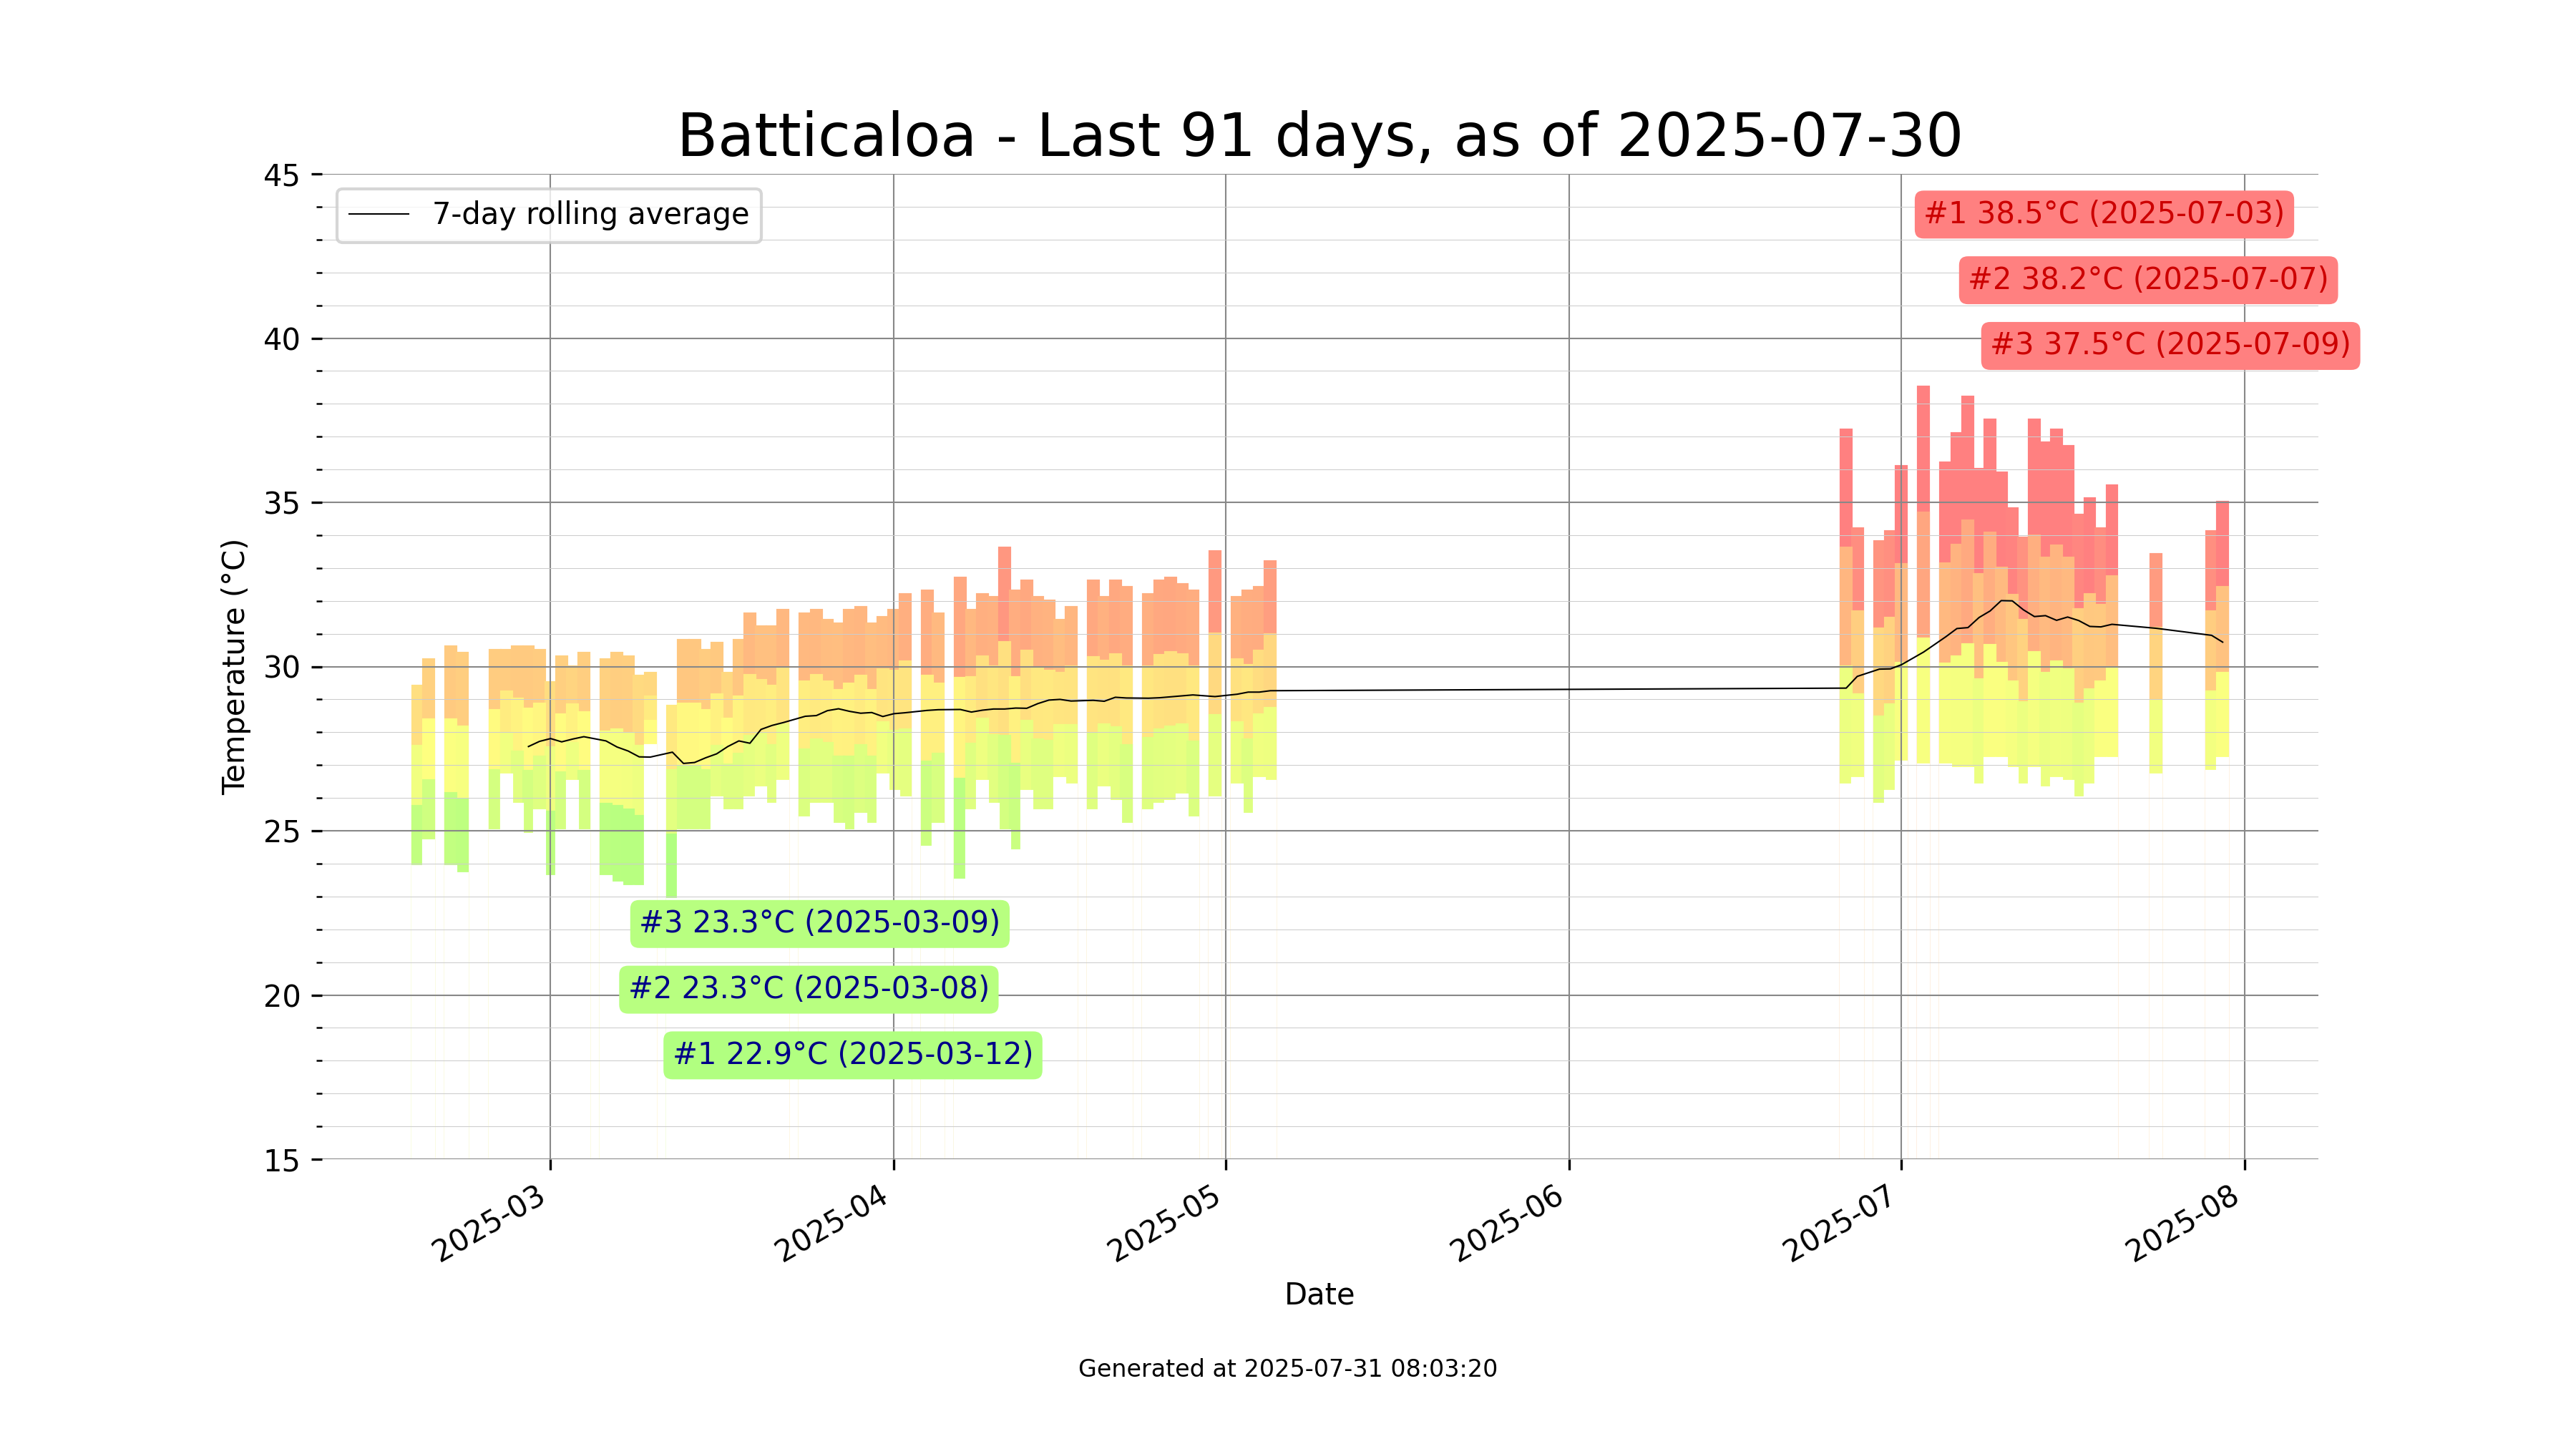 Batticaloa - Last 91 days, as of 2025-07-30
7-day rolling average
#1 38.5°C (2025-07-03)
#2 38.2°C (2025-07-07)
#3 37.5°C (2025-07-09)
#3 23.3°C (2025-03-09)
#2 23.3°C (2025-03-08)
#1 22.9°C (2025-03-12)
Temperature (°C)
45
40
35
30
25
20
15
2025-03
2025-04
2025-05
2025-06
2025-07
2025-08
Date
Generated at 2025-07-31 08:03:20